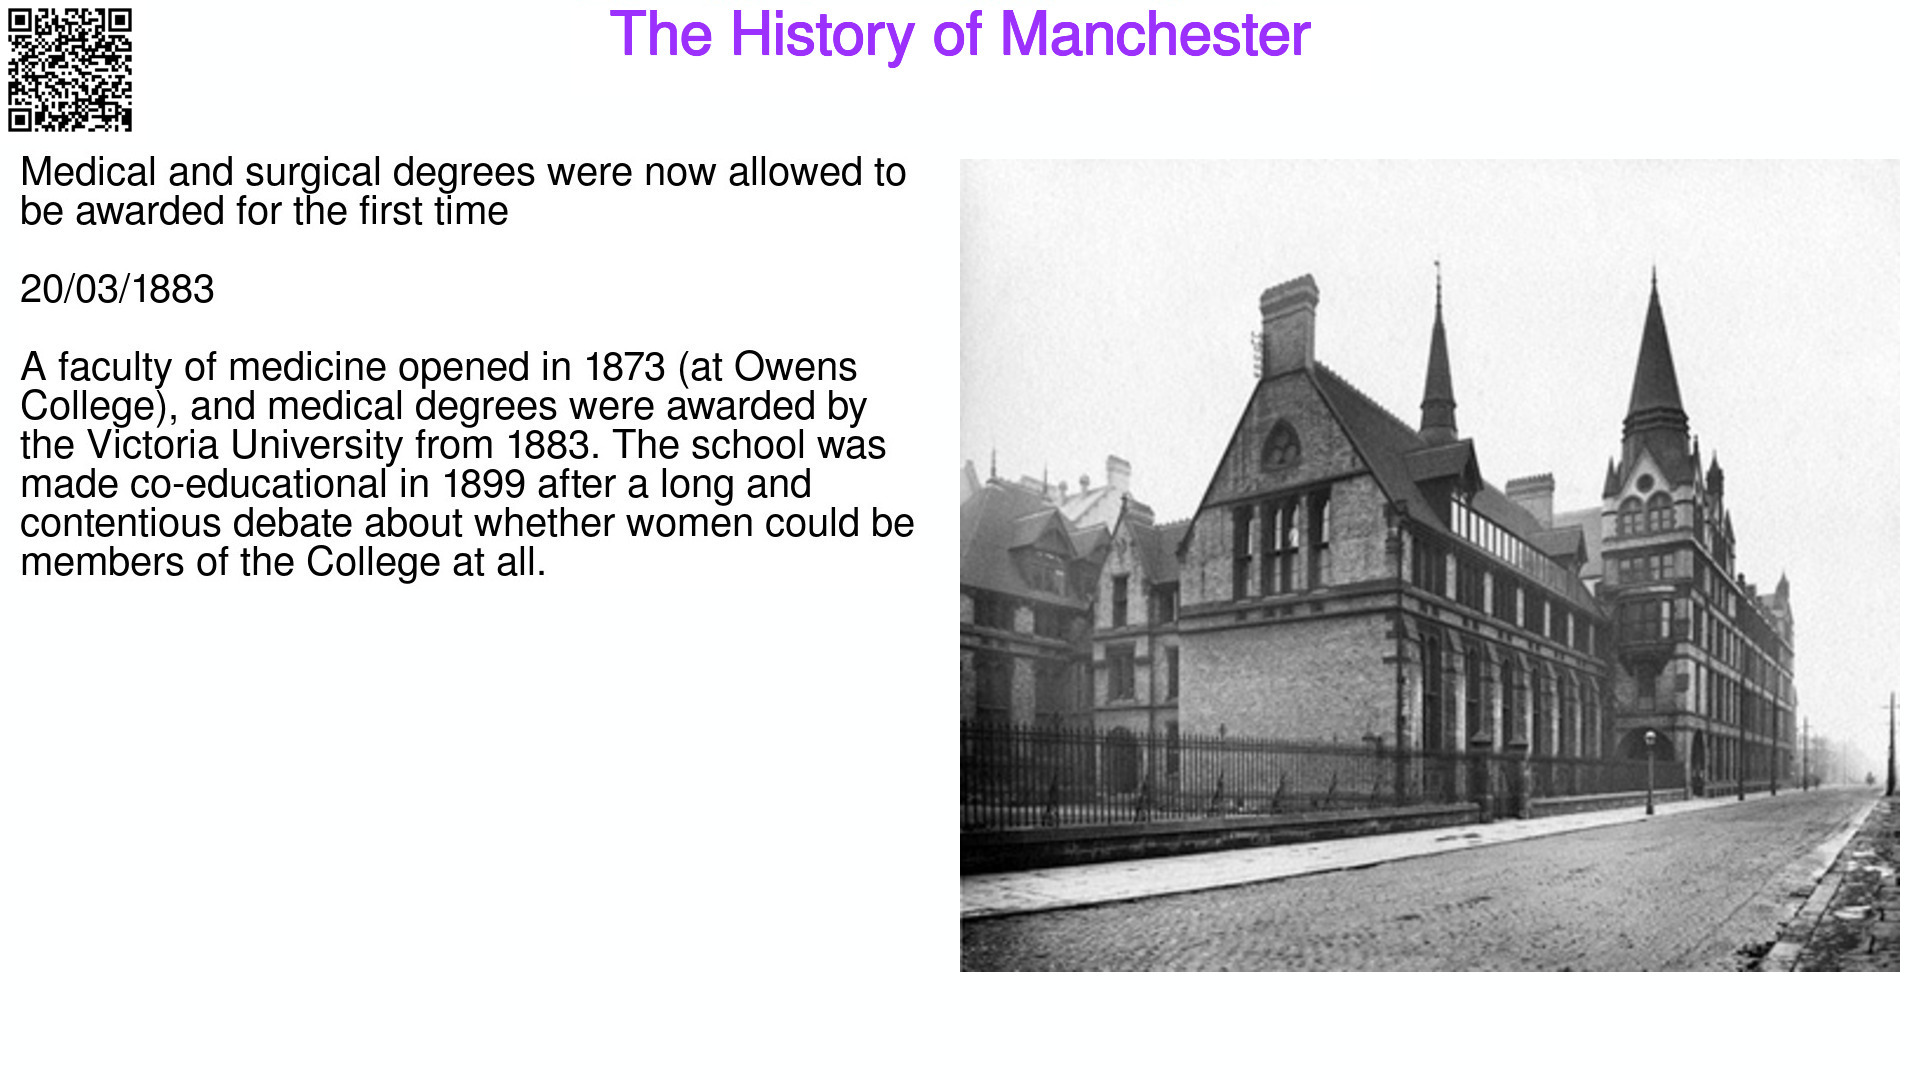 The History of Manchester
Medical and surgical degrees were now allowed to
be awarded for the first time
20/03/1883
A faculty of medicine opened in 1873 (at Owens
College), and medical degrees were awarded by
the Victoria University from 1883. The school was
made co-educational in 1899 after a long and
contentious debate about whether women could be
members of the College at all.